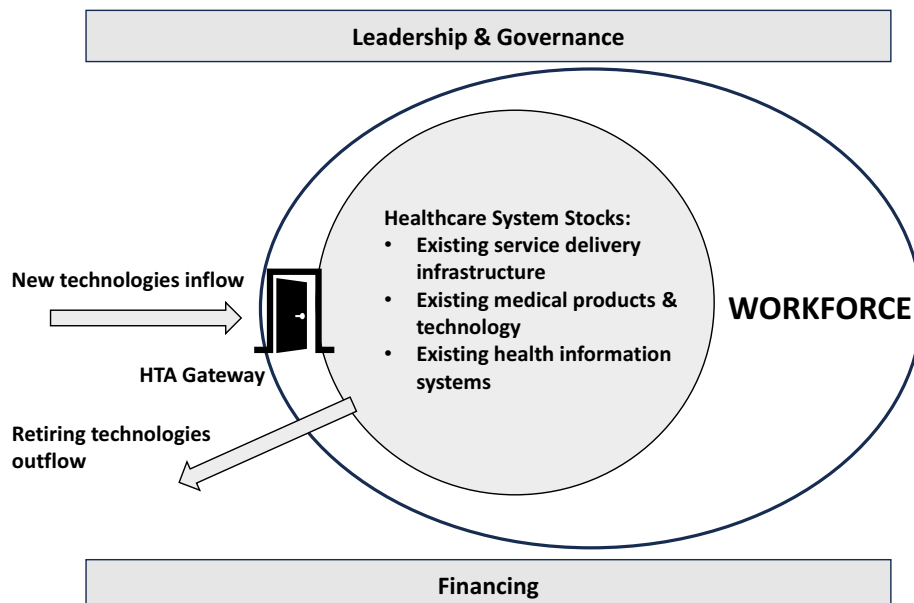 Leadership & Governance
Healthcare System Stocks:
• Existing service delivery
infrastructure
• Existing medical products &
technology
• Existing health information
systems
WORKFORCE
New technologies inflow
HTA Gateway
Retiring technologies
outflow
Financing